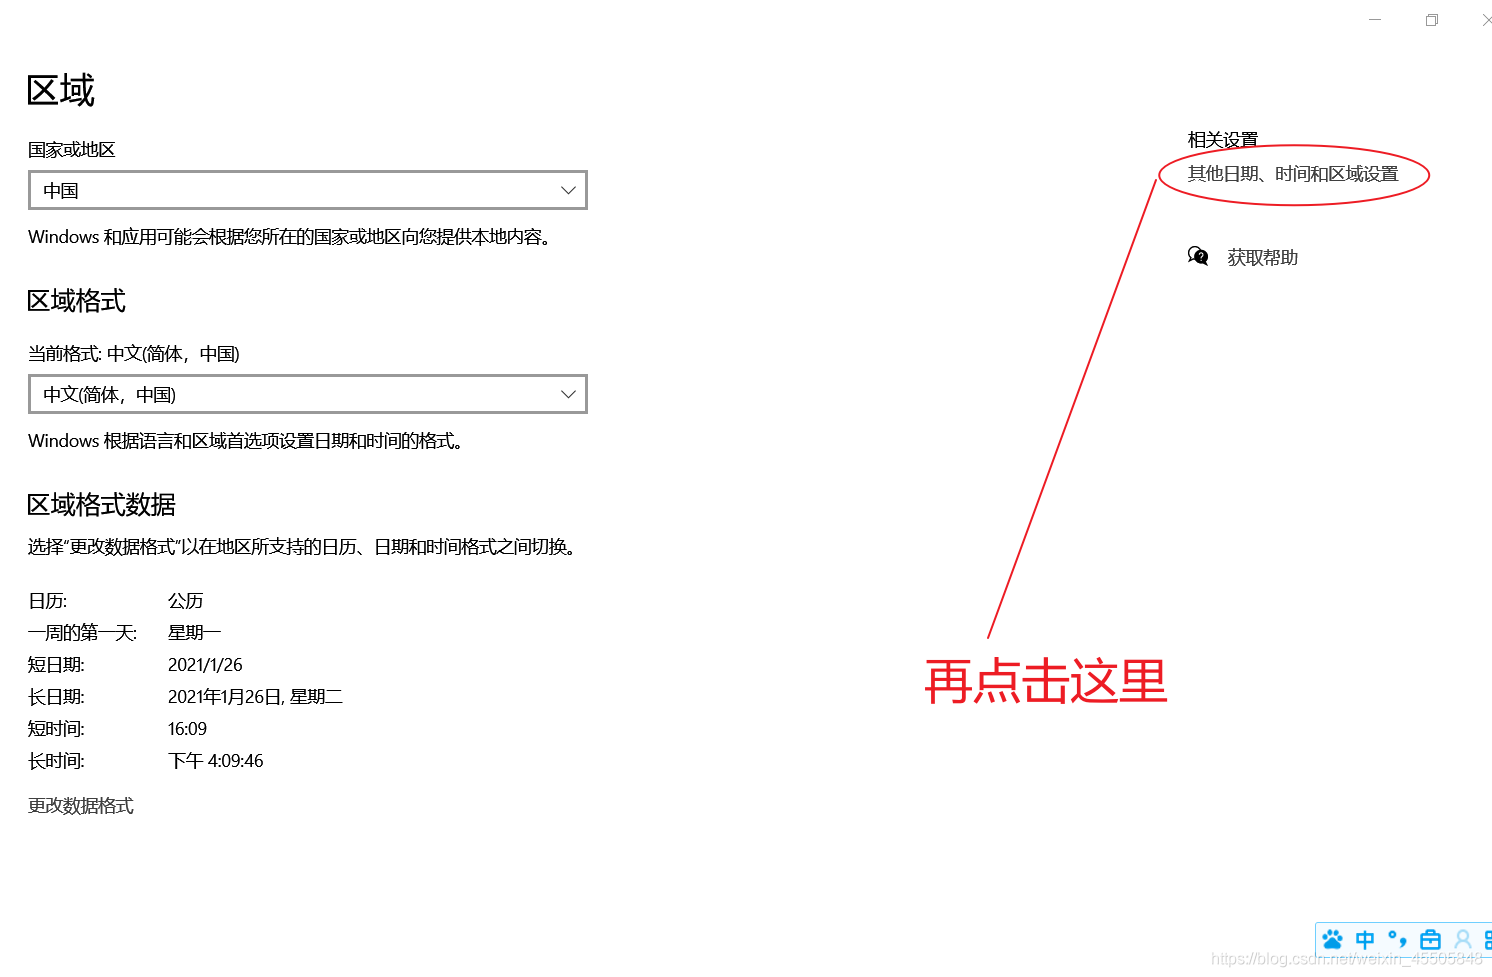 区域
国家或地区
中国
Windows 和应用可能会根据您所在的国家或地区向您提供本地内容。
区域格式
当前格式: 中文(简体，中国)
中文(简体，中国)
Windows 根据语言和区域首选项设置日期和时间的格式。
区域格式数据
选择“更改数据格式”以在地区所支持的日历、日期和时间格式之间切换。
日历: 公历
一周的第一天: 星期一
短日期: 2021/1/26
长日期: 2021年1月26日, 星期二
短时间: 16:09
长时间: 下午 4:09:46
更改数据格式
相关设置
其他日期、时间和区域设置
获取帮助
再点击这里
中
https://blog.csdn.net/weixin_45505848